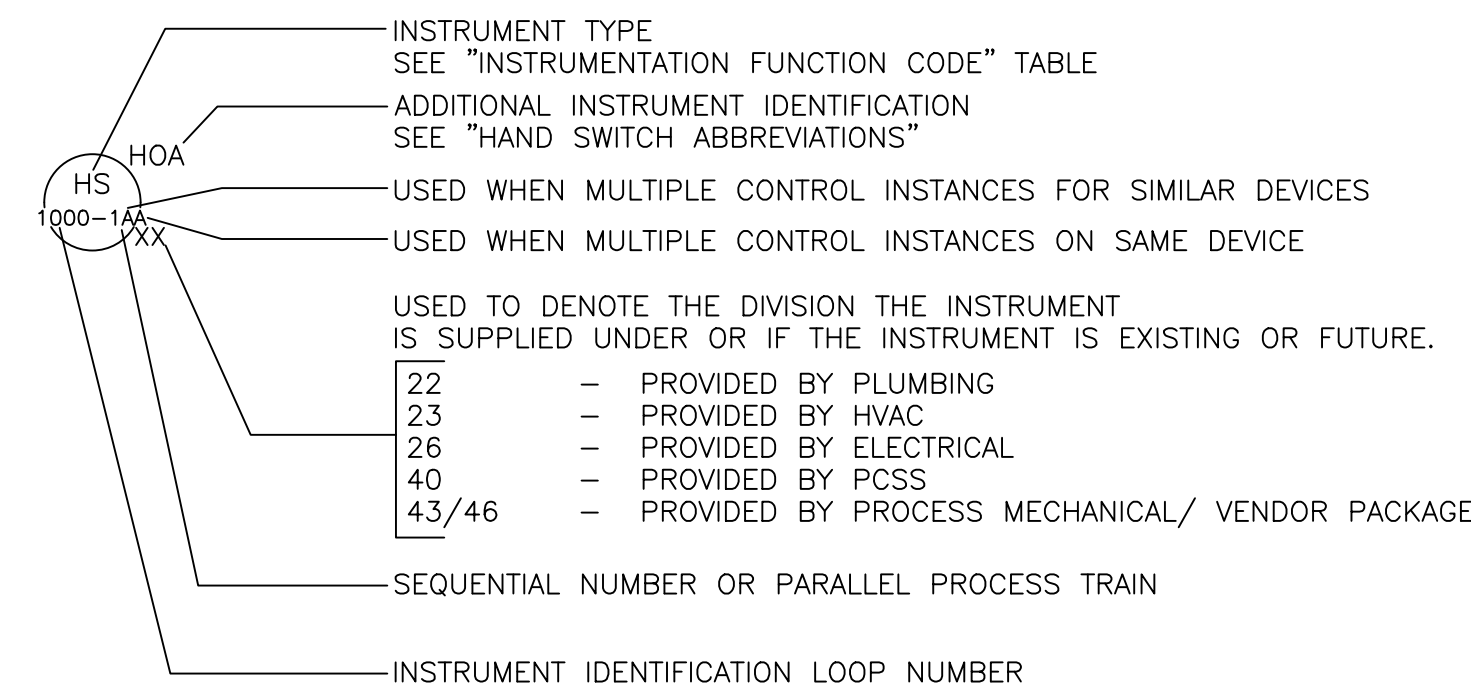 INSTRUMENT TYPE
SEE "INSTRUMENTATION FUNCTION CODE" TABLE
ADDITIONAL INSTRUMENT IDENTIFICATION
SEE "HAND SWITCH ABBREVIATIONS"
HOA
HS
1000-1AA
XX
USED WHEN MULTIPLE CONTROL INSTANCES FOR SIMILAR DEVICES
USED WHEN MULTIPLE CONTROL INSTANCES ON SAME DEVICE
USED TO DENOTE THE DIVISION THE INSTRUMENT
IS SUPPLIED UNDER OR IF THE INSTRUMENT IS EXISTING OR FUTURE.
22 - PROVIDED BY PLUMBING
23 - PROVIDED BY HVAC
26 - PROVIDED BY ELECTRICAL
40 - PROVIDED BY PCSS
43/46 - PROVIDED BY PROCESS MECHANICAL/ VENDOR PACKAGE
SEQUENTIAL NUMBER OR PARALLEL PROCESS TRAIN
INSTRUMENT IDENTIFICATION LOOP NUMBER